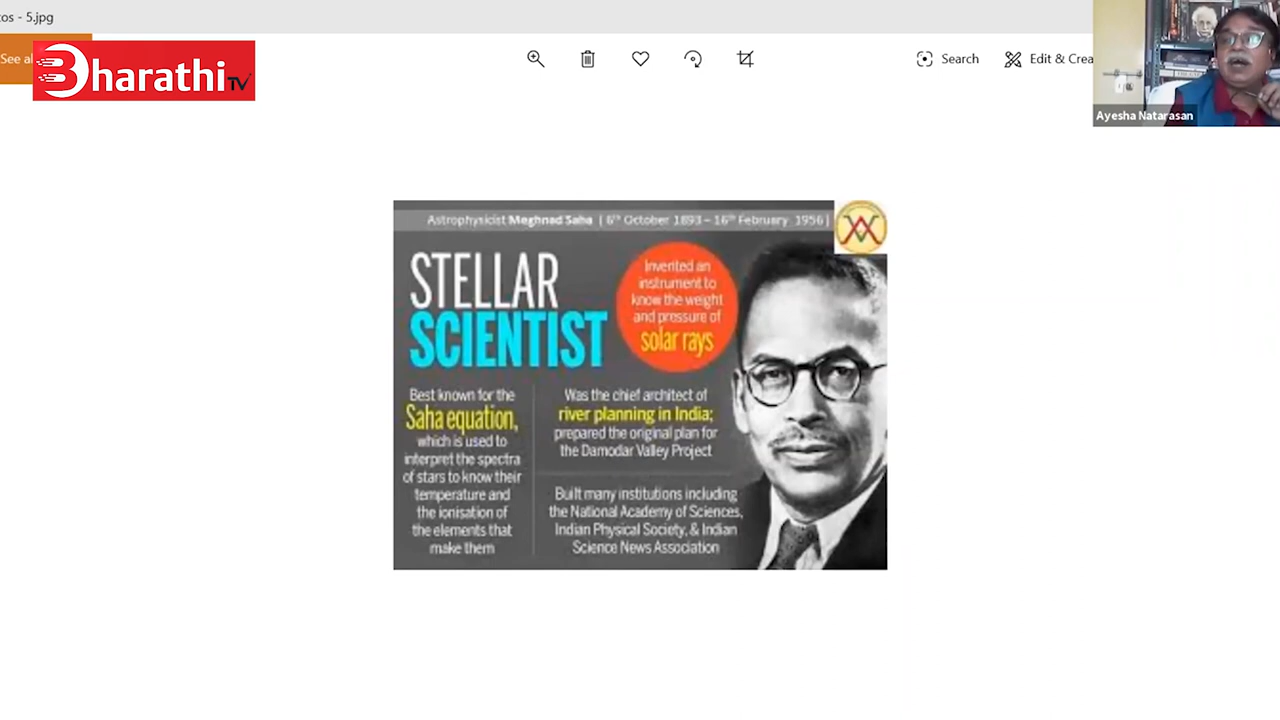 os - 5.jpg
See al
Bharathi TV
Search
Edit & Crea
Ayesha Natarasan
Astrophysicist Meghnad Saha | 6th October 1893 – 16th February 1956 |
STELLAR
SCIENTIST
Invented an
instrument to
know the weight
and pressure of
solar rays
Best known for the
Saha equation,
which is used to
interpret the spectra
of stars to know their
temperature and
the ionisation of
the elements that
make them
Was the chief architect of
river planning in India;
prepared the original plan for
the Damodar Valley Project
Built many institutions including
the National Academy of Sciences,
Indian Physical Society, & Indian
Science News Association